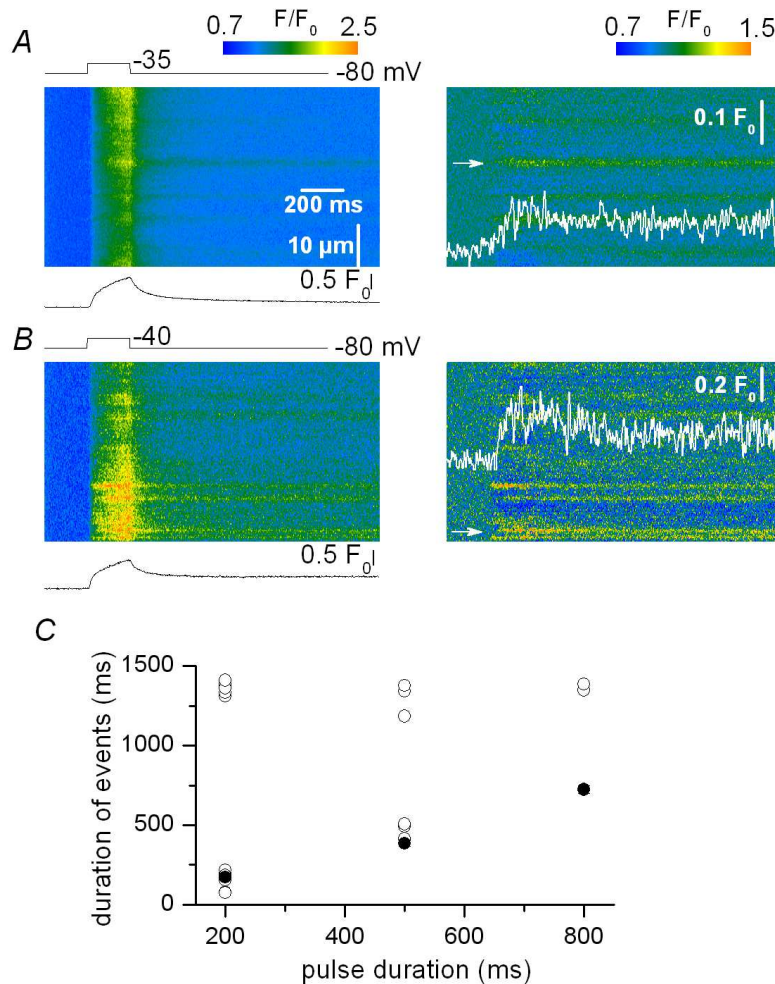 F/F0
0.7 2.5
F/F0
0.7 1.5
A
-35
-80 mV
0.1 F0
200 ms
10 µm
0.5 F0
B
-40
-80 mV
0.2 F0
0.5 F0
C
1500
1000
500
0
duration of events (ms)
200 400 600 800
pulse duration (ms)